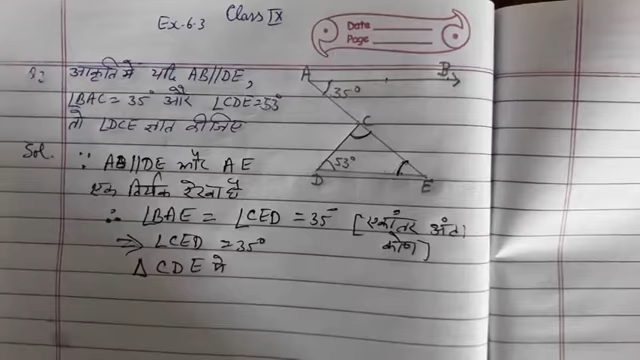 Ex-6.3 Class IX
Date
Page
2: आकृति में यदि AB//DE,
∠BAC = 35° और ∠CDE = 53°
तो ∠DCE ज्ञात कीजिए
Sol. ∵ AB//DE और AE
एक तिर्यक रेखा है
∴ ∠BAE = ∠CED = 35° [एकांतर अंतः
कोण]
⇒ ∠CED = 35°
Δ CDE में
A B
35°
C
53°
D E